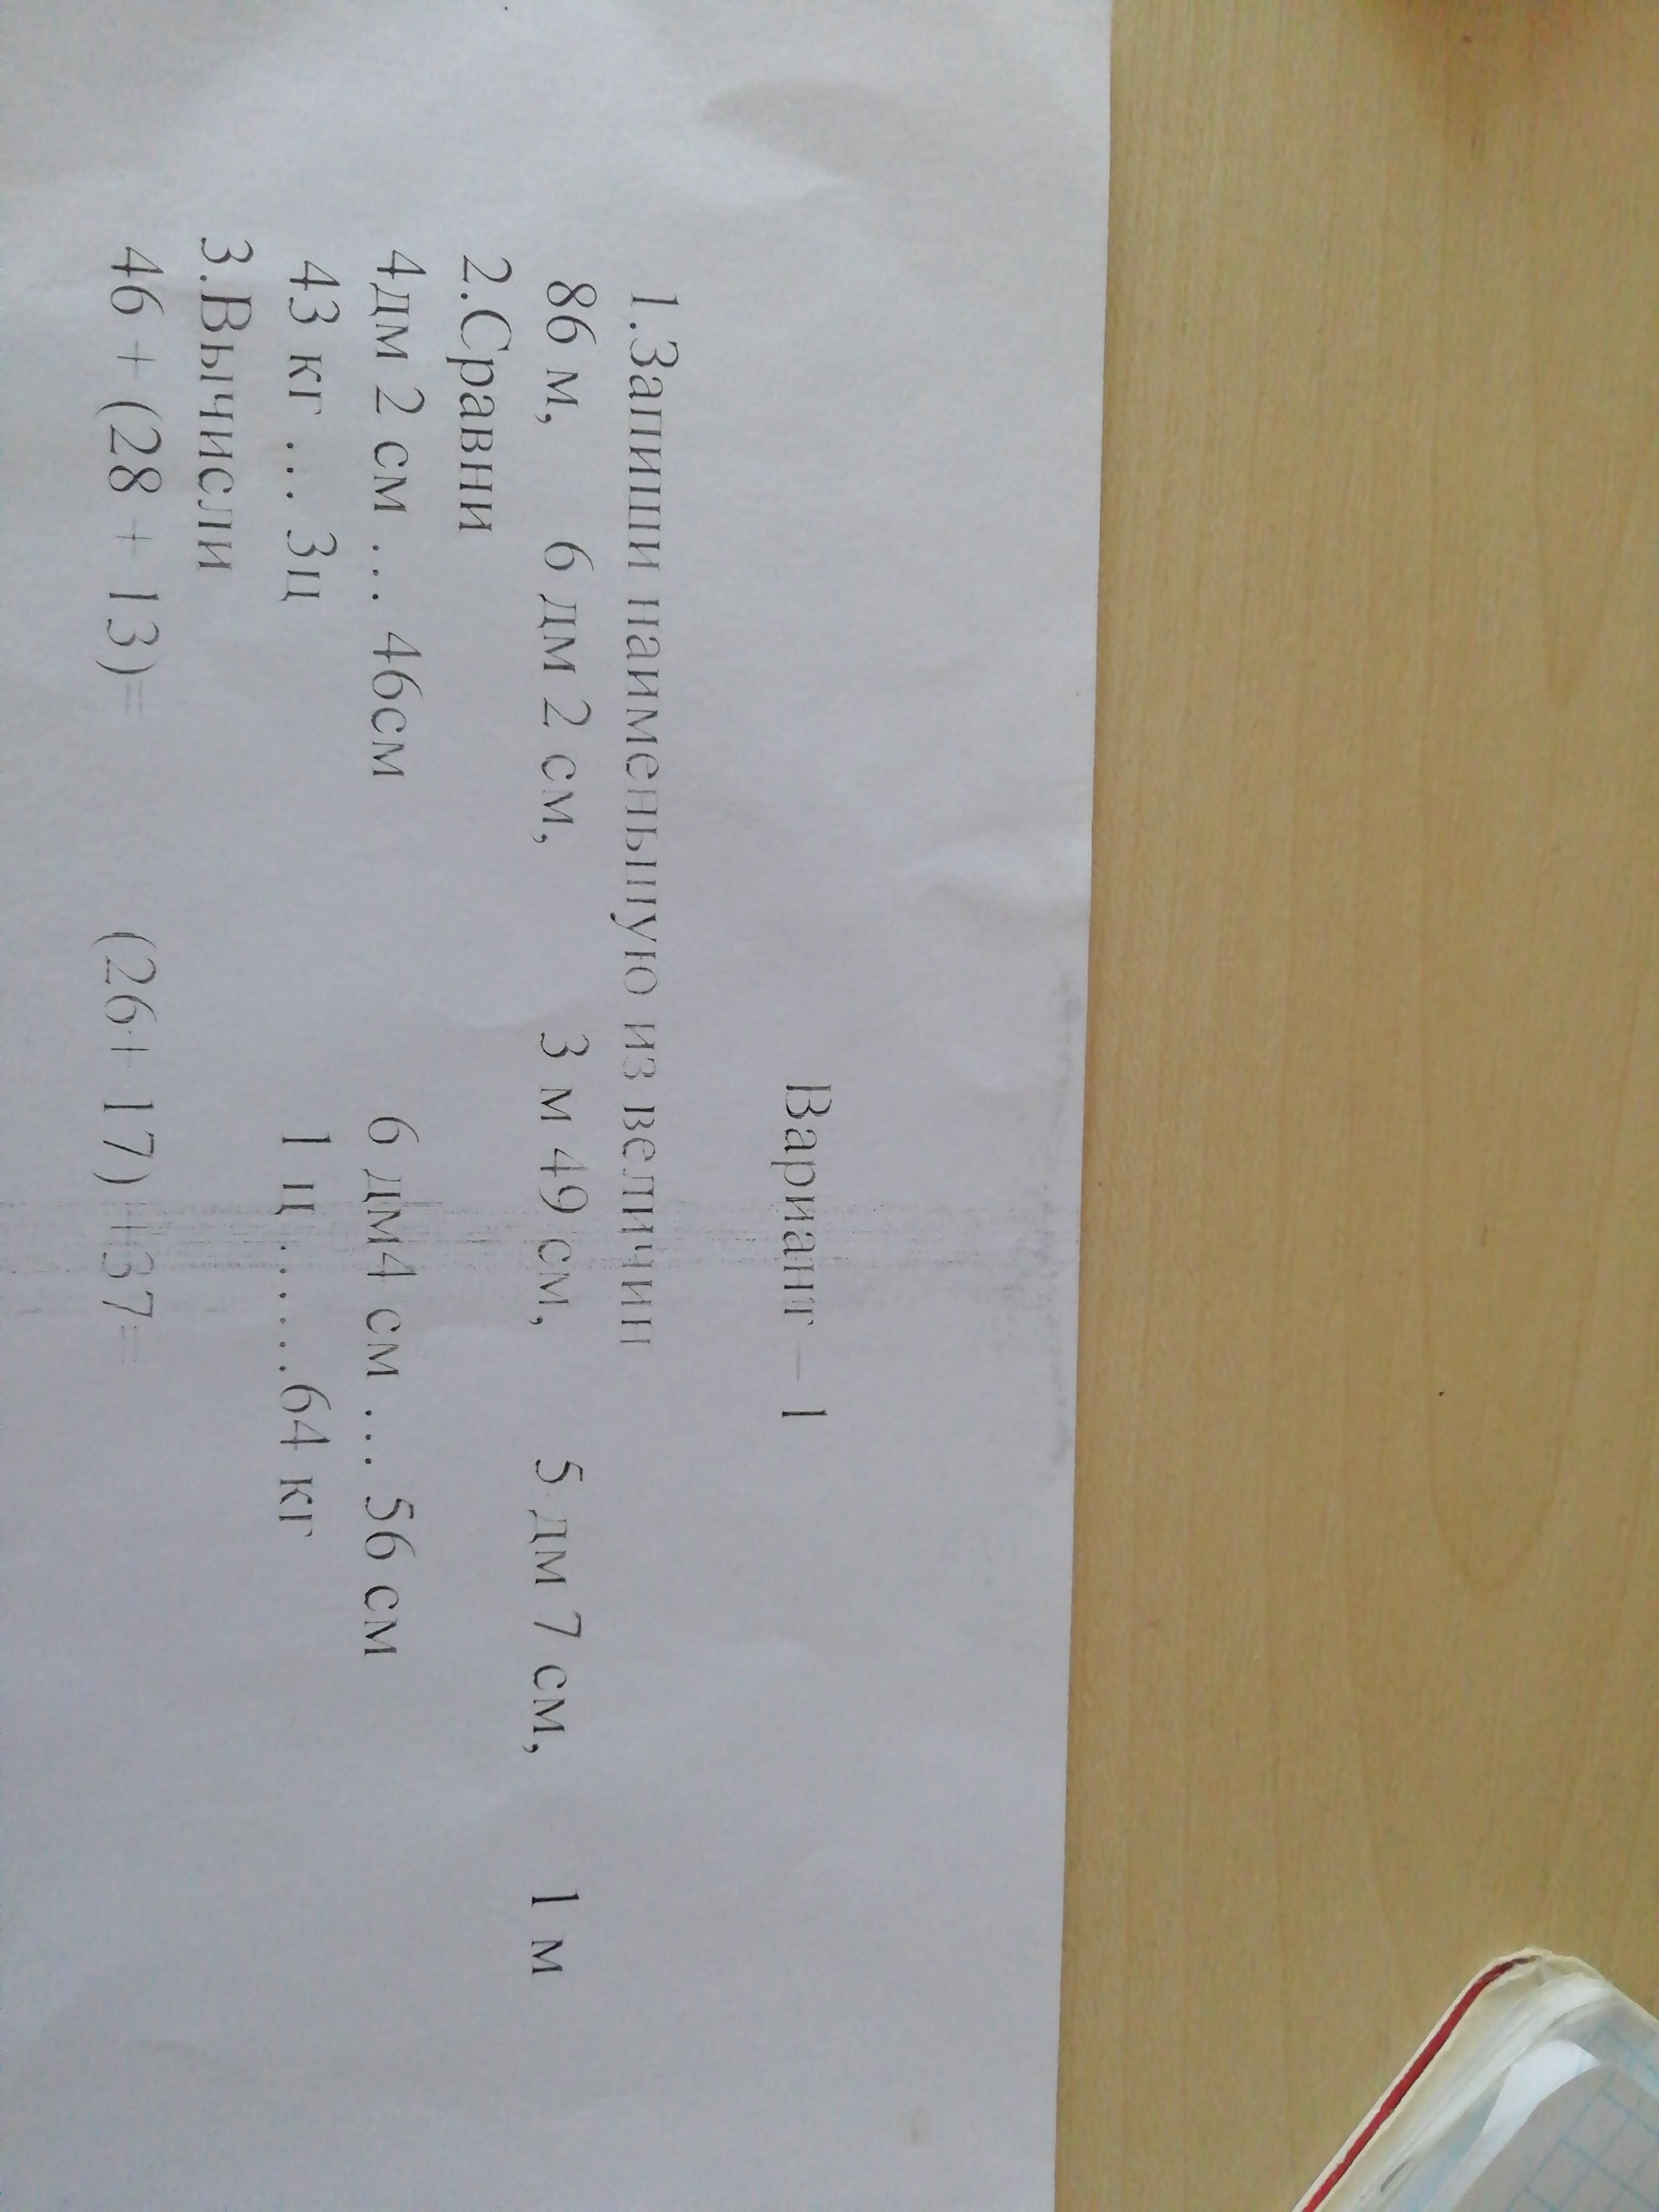 Вариант – 1
1.Запиши наименьшую из величин
86 м, 6 дм 2 см, 3 м 49 см, 5 дм 7 см, 1 м
2.Сравни
4дм 2 см … 46см 6 дм4 см … 56 см
43 кг … 3ц 1 ц …...64 кг
3.Вычисли
46 + (28 + 13)= (26+ 17) +37=